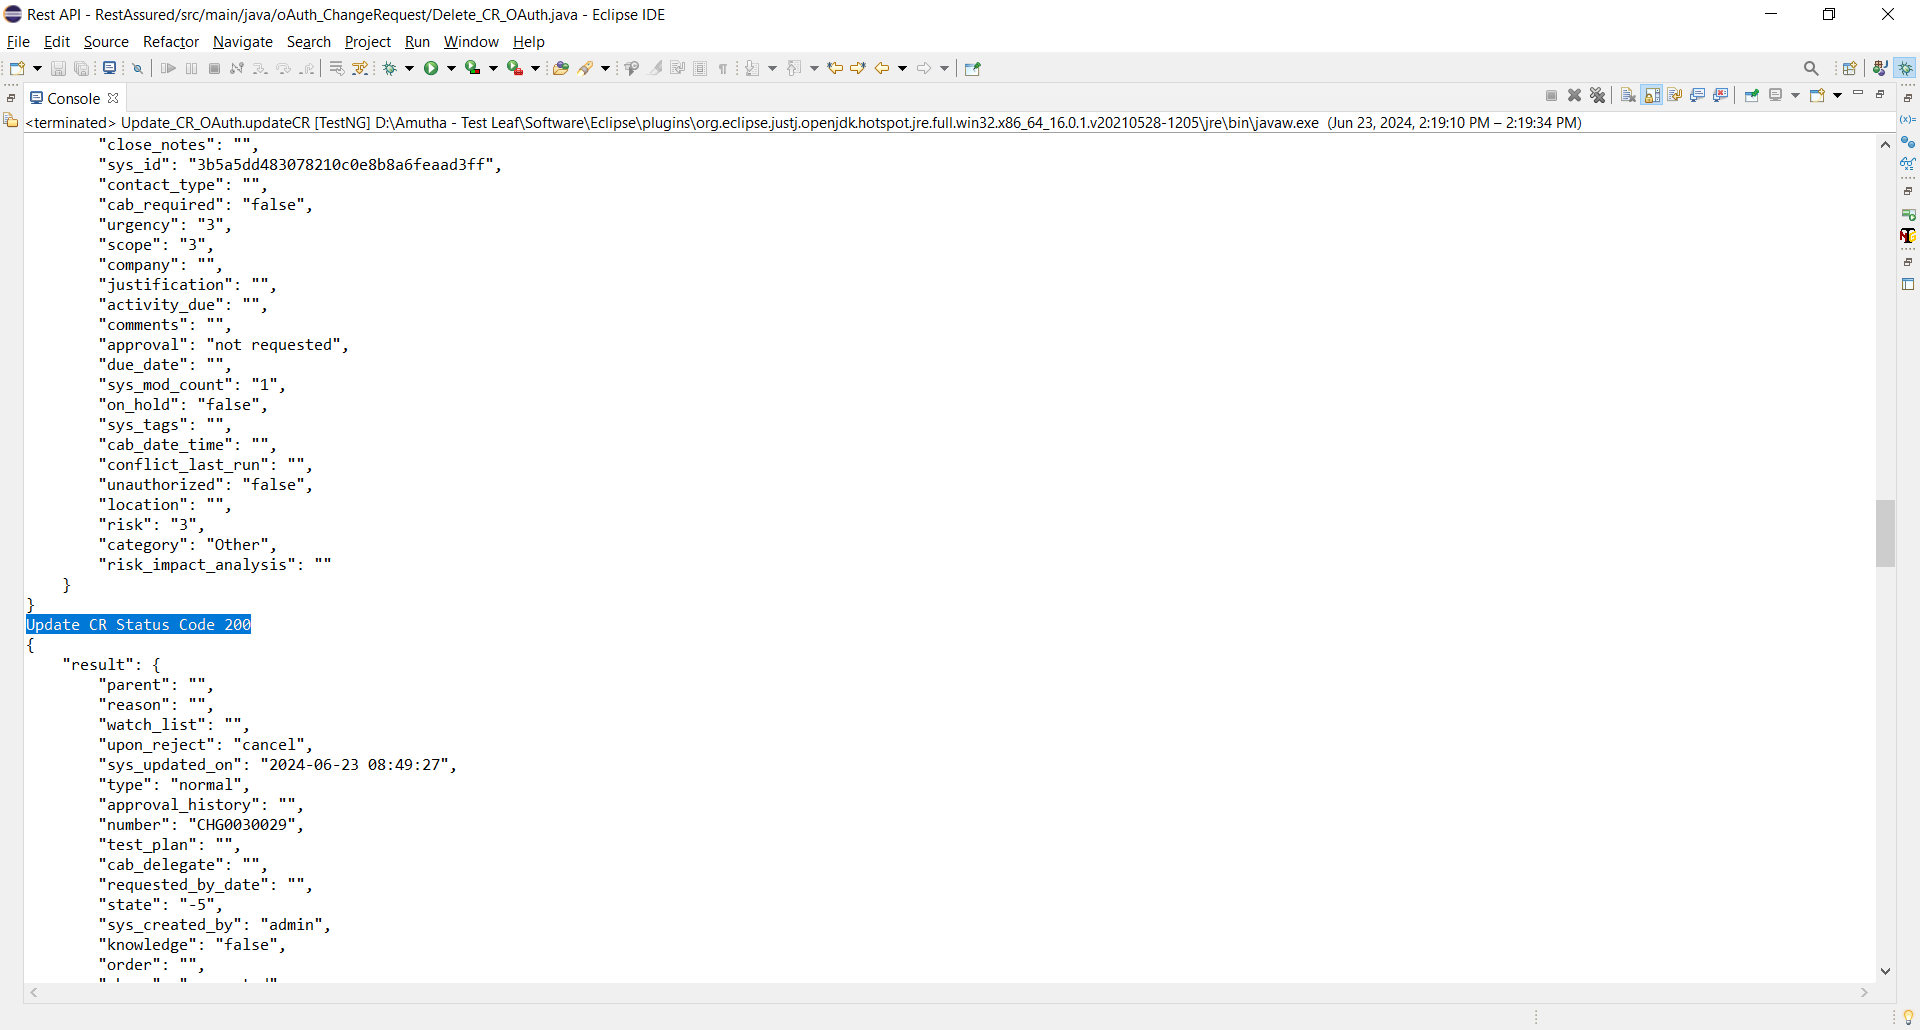 Rest API - RestAssured/src/main/java/oAuth_ChangeRequest/Delete_CR_OAuth.java - Eclipse IDE
File Edit Source Refactor Navigate Search Project Run Window Help
Console
<terminated> Update_CR_OAuth.updateCR [TestNG] D:\Amutha - Test Leaf\Software\Eclipse\plugins\org.eclipse.justj.openjdk.hotspot.jre.full.win32.x86_64_16.0.1.v20210528-1205\jre\bin\javaw.exe (Jun 23, 2024, 2:19:10 PM – 2:19:34 PM)
"close_notes": "",
"sys_id": "3b5a5dd483078210c0e8b8a6feaad3ff",
"contact_type": "",
"cab_required": "false",
"urgency": "3",
"scope": "3",
"company": "",
"justification": "",
"activity_due": "",
"comments": "",
"approval": "not requested",
"due_date": "",
"sys_mod_count": "1",
"on_hold": "false",
"sys_tags": "",
"cab_date_time": "",
"conflict_last_run": "",
"unauthorized": "false",
"location": "",
"risk": "3",
"category": "Other",
"risk_impact_analysis": ""
}
}
Update CR Status Code 200
{
"result": {
"parent": "",
"reason": "",
"watch_list": "",
"upon_reject": "cancel",
"sys_updated_on": "2024-06-23 08:49:27",
"type": "normal",
"approval_history": "",
"number": "CHG0030029",
"test_plan": "",
"cab_delegate": "",
"requested_by_date": "",
"state": "-5",
"sys_created_by": "admin",
"knowledge": "false",
"order": "",